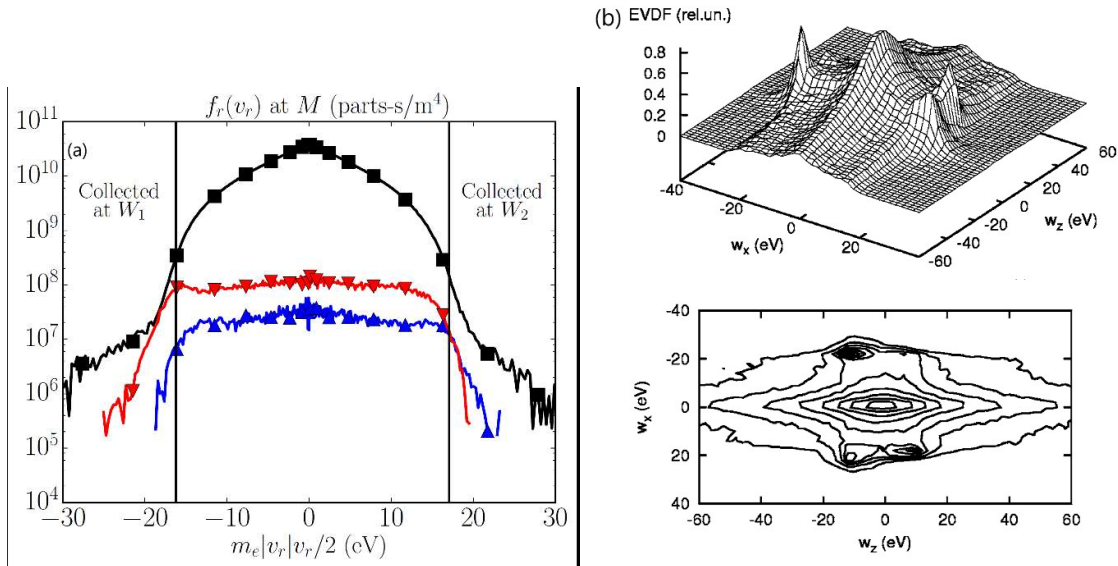 f_r(v_r) at M (parts-s/m^4)
(a)
10^11
10^10
10^9
10^8
10^7
10^6
10^5
10^4
Collected
at W_1
Collected
at W_2
−30 −20 −10 0 10 20 30
m_e|v_r|v_r/2 (eV)
(b) EVDF (rel.un.)
0.8
0.6
0.4
0.2
0
-40 -20 0 20
w_x (eV)
-60 -40 -20 0 20 40 60
w_z (eV)
-40
-20
0
20
40
w_x (eV)
-60 -40 -20 0 20 40 60
w_z (eV)